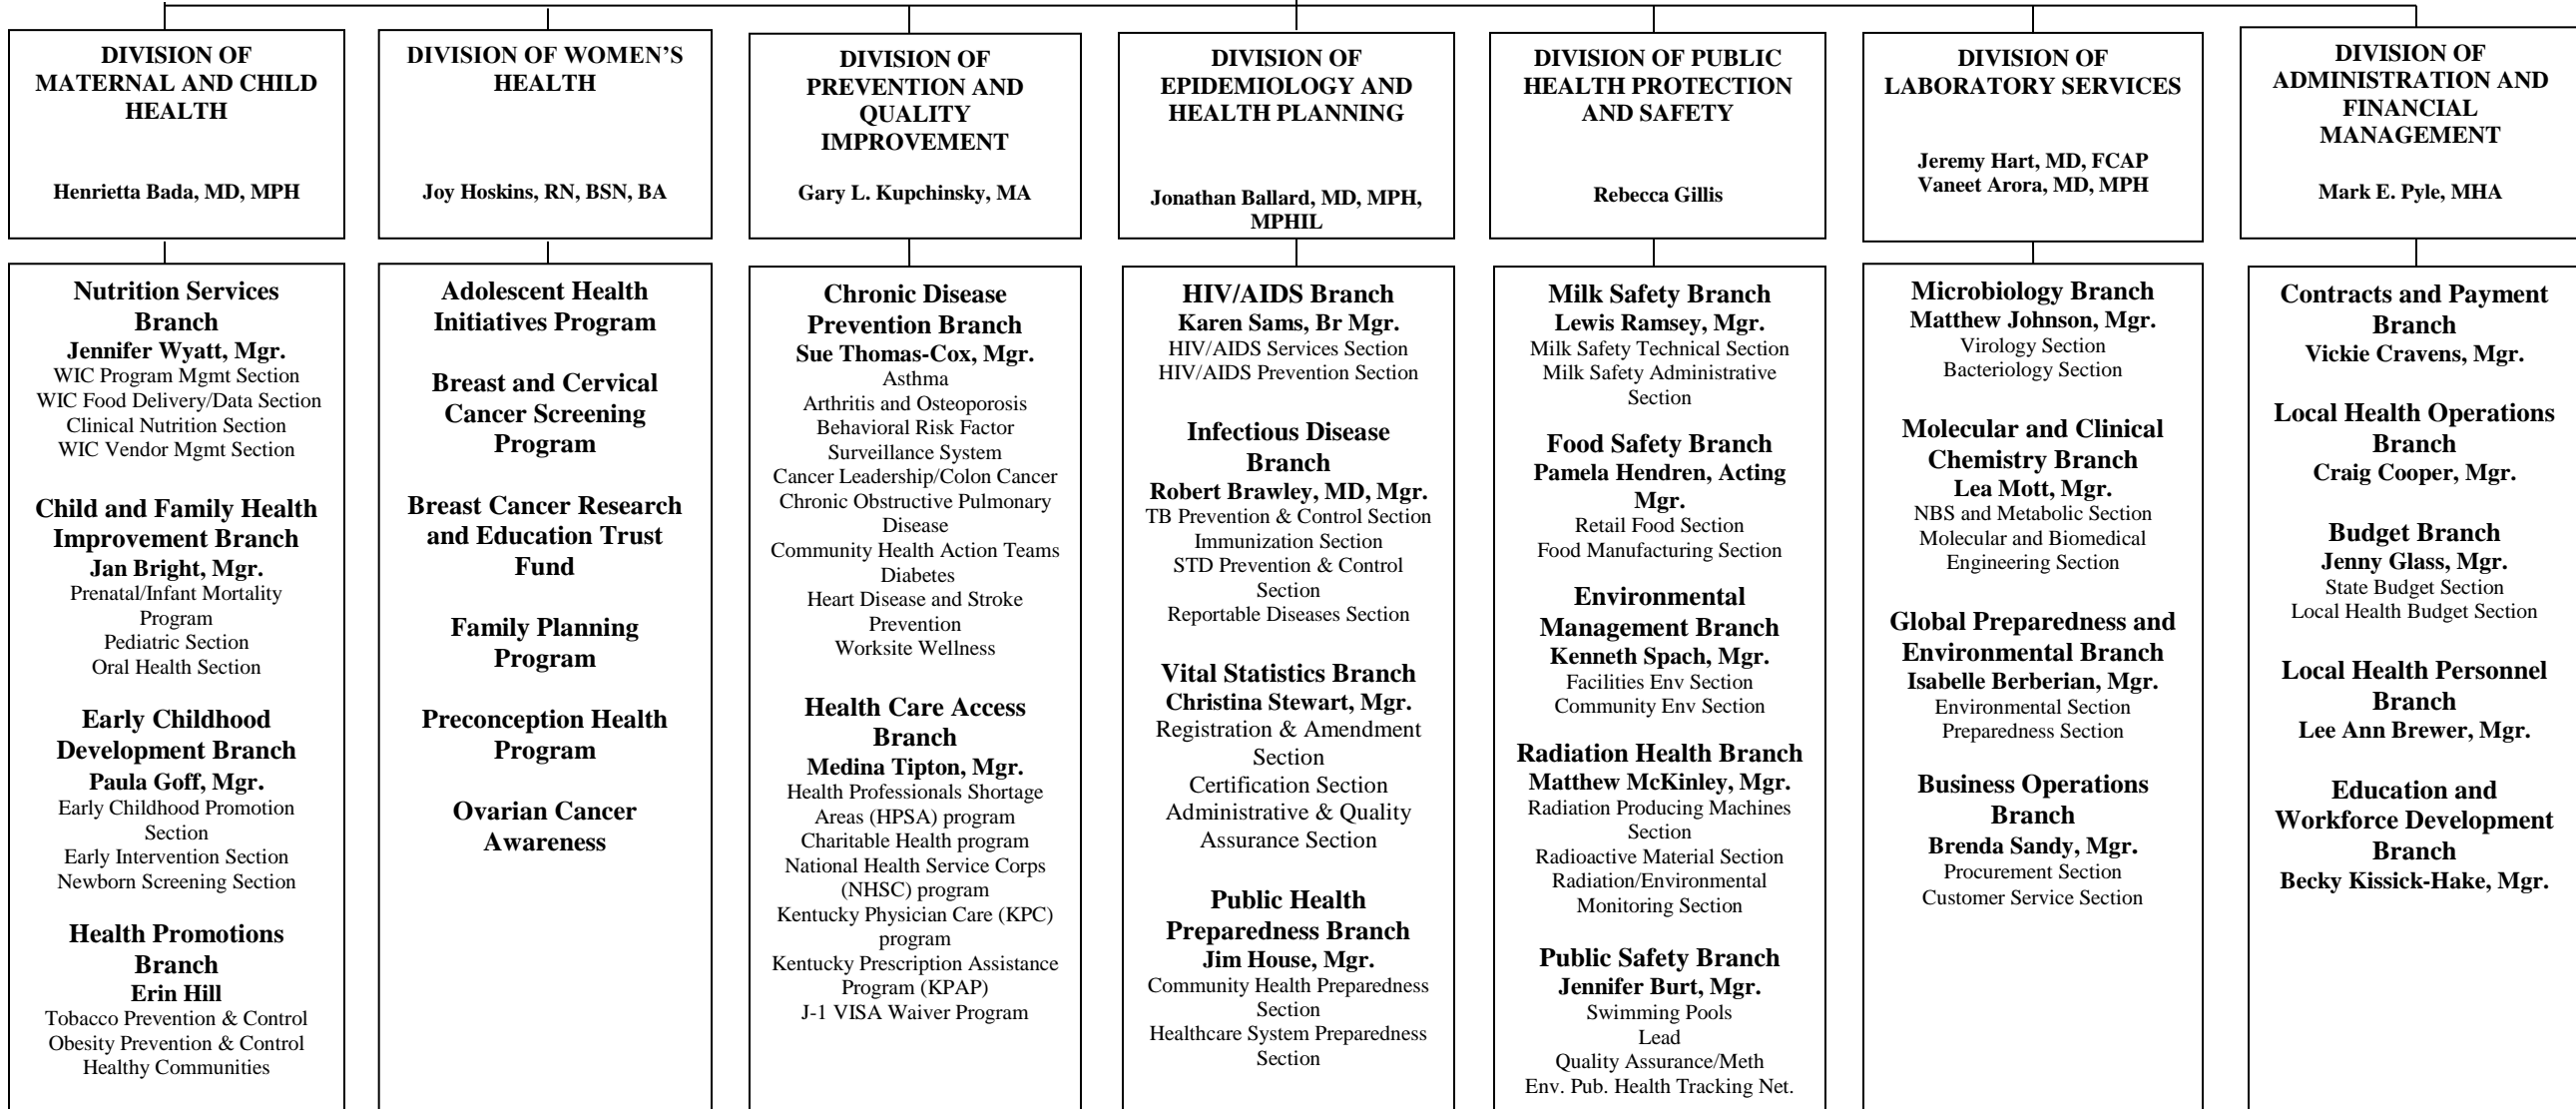 DIVISION OF
MATERNAL AND CHILD
HEALTH
Henrietta Bada, MD, MPH
Nutrition Services
Branch
Jennifer Wyatt, Mgr.
WIC Program Mgmt Section
WIC Food Delivery/Data Section
Clinical Nutrition Section
WIC Vendor Mgmt Section
Child and Family Health
Improvement Branch
Jan Bright, Mgr.
Prenatal/Infant Mortality
Program
Pediatric Section
Oral Health Section
Early Childhood
Development Branch
Paula Goff, Mgr.
Early Childhood Promotion
Section
Early Intervention Section
Newborn Screening Section
Health Promotions
Branch
Erin Hill
Tobacco Prevention & Control
Obesity Prevention & Control
Healthy Communities
DIVISION OF WOMEN’S
HEALTH
Joy Hoskins, RN, BSN, BA
Adolescent Health
Initiatives Program
Breast and Cervical
Cancer Screening
Program
Breast Cancer Research
and Education Trust
Fund
Family Planning
Program
Preconception Health
Program
Ovarian Cancer
Awareness
DIVISION OF
PREVENTION AND
QUALITY
IMPROVEMENT
Gary L. Kupchinsky, MA
Chronic Disease
Prevention Branch
Sue Thomas-Cox, Mgr.
Asthma
Arthritis and Osteoporosis
Behavioral Risk Factor
Surveillance System
Cancer Leadership/Colon Cancer
Chronic Obstructive Pulmonary
Disease
Community Health Action Teams
Diabetes
Heart Disease and Stroke
Prevention
Worksite Wellness
Health Care Access
Branch
Medina Tipton, Mgr.
Health Professionals Shortage
Areas (HPSA) program
Charitable Health program
National Health Service Corps
(NHSC) program
Kentucky Physician Care (KPC)
program
Kentucky Prescription Assistance
Program (KPAP)
J-1 VISA Waiver Program
DIVISION OF
EPIDEMIOLOGY AND
HEALTH PLANNING
Jonathan Ballard, MD, MPH,
MPHIL
HIV/AIDS Branch
Karen Sams, Br Mgr.
HIV/AIDS Services Section
HIV/AIDS Prevention Section
Infectious Disease
Branch
Robert Brawley, MD, Mgr.
TB Prevention & Control Section
Immunization Section
STD Prevention & Control
Section
Reportable Diseases Section
Vital Statistics Branch
Christina Stewart, Mgr.
Registration & Amendment
Section
Certification Section
Administrative & Quality
Assurance Section
Public Health
Preparedness Branch
Jim House, Mgr.
Community Health Preparedness
Section
Healthcare System Preparedness
Section
DIVISION OF PUBLIC
HEALTH PROTECTION
AND SAFETY
Rebecca Gillis
Milk Safety Branch
Lewis Ramsey, Mgr.
Milk Safety Technical Section
Milk Safety Administrative
Section
Food Safety Branch
Pamela Hendren, Acting
Mgr.
Retail Food Section
Food Manufacturing Section
Environmental
Management Branch
Kenneth Spach, Mgr.
Facilities Env Section
Community Env Section
Radiation Health Branch
Matthew McKinley, Mgr.
Radiation Producing Machines
Section
Radioactive Material Section
Radiation/Environmental
Monitoring Section
Public Safety Branch
Jennifer Burt, Mgr.
Swimming Pools
Lead
Quality Assurance/Meth
Env. Pub. Health Tracking Net.
DIVISION OF
LABORATORY SERVICES
Jeremy Hart, MD, FCAP
Vaneet Arora, MD, MPH
Microbiology Branch
Matthew Johnson, Mgr.
Virology Section
Bacteriology Section
Molecular and Clinical
Chemistry Branch
Lea Mott, Mgr.
NBS and Metabolic Section
Molecular and Biomedical
Engineering Section
Global Preparedness and
Environmental Branch
Isabelle Berberian, Mgr.
Environmental Section
Preparedness Section
Business Operations
Branch
Brenda Sandy, Mgr.
Procurement Section
Customer Service Section
DIVISION OF
ADMINISTRATION AND
FINANCIAL
MANAGEMENT
Mark E. Pyle, MHA
Contracts and Payment
Branch
Vickie Cravens, Mgr.
Local Health Operations
Branch
Craig Cooper, Mgr.
Budget Branch
Jenny Glass, Mgr.
State Budget Section
Local Health Budget Section
Local Health Personnel
Branch
Lee Ann Brewer, Mgr.
Education and
Workforce Development
Branch
Becky Kissick-Hake, Mgr.